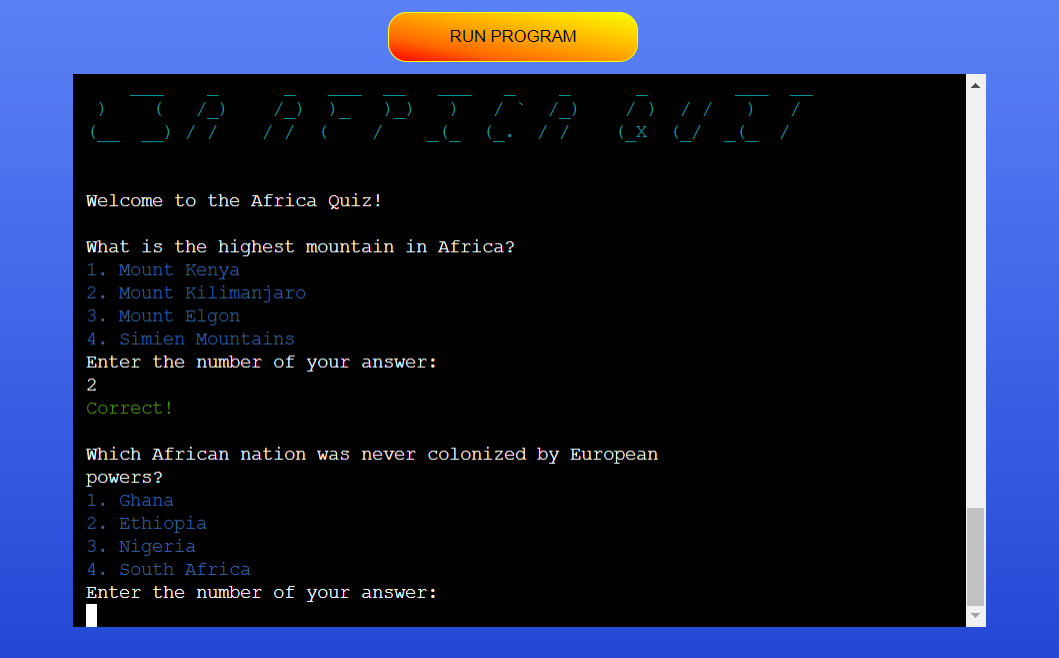 RUN PROGRAM
LSA AFRICA QUIZ
Welcome to the Africa Quiz!
What is the highest mountain in Africa?
1. Mount Kenya
2. Mount Kilimanjaro
3. Mount Elgon
4. Simien Mountains
Enter the number of your answer:
2
Correct!
Which African nation was never colonized by European
powers?
1. Ghana
2. Ethiopia
3. Nigeria
4. South Africa
Enter the number of your answer: